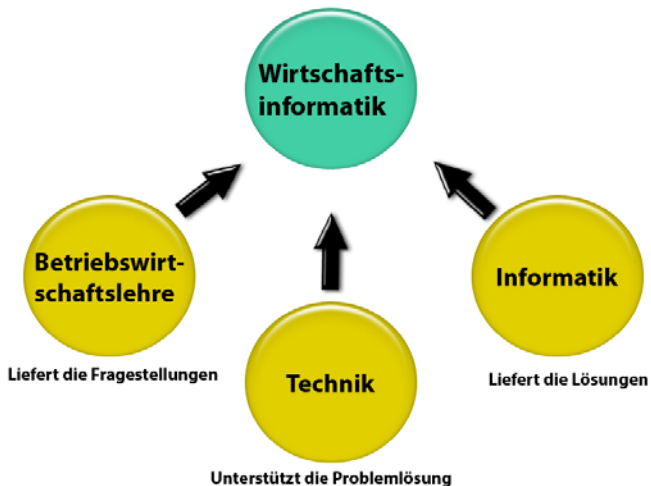 Wirtschafts-
informatik
Betriebswirt-
schaftslehre
Liefert die Fragestellungen
Technik
Unterstützt die Problemlösung
Informatik
Liefert die Lösungen